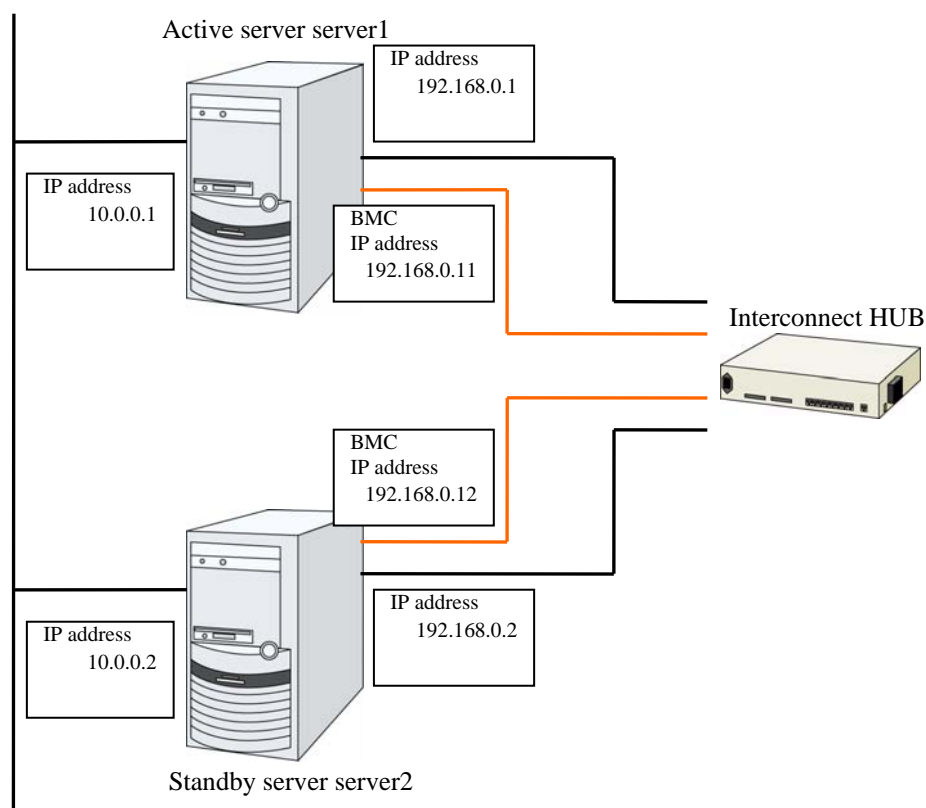 Active server server1
IP address
192.168.0.1
IP address
10.0.0.1
BMC
IP address
192.168.0.11
Interconnect HUB
BMC
IP address
192.168.0.12
IP address
192.168.0.2
IP address
10.0.0.2
Standby server server2